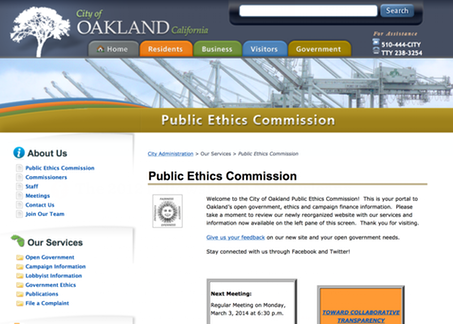 City of
OAKLAND California
Search
For Assistance
Home Residents Business Visitors Government
510-444-CITY
TTY 238-3254
Public Ethics Commission
About Us
Public Ethics Commission
Commissioners
Staff
Meetings
Contact Us
Join Our Team
Our Services
Open Government
Campaign Information
Lobbyist Information
Government Ethics
Publications
File a Complaint
City Administration > Our Services > Public Ethics Commission
Public Ethics Commission
Welcome to the City of Oakland Public Ethics Commission! This is your portal to
Oakland's open government, ethics and campaign finance information. Please
take a moment to review our newly reorganized website with our services and
information now available on the left pane of this screen. Thank you for visiting.
Give us your feedback on our new site and your open government needs.
Stay connected with us through Facebook and Twitter!
Next Meeting:
Regular Meeting on Monday,
March 3, 2014 at 6:30 p.m.
TOWARD COLLABORATIVE
TRANSPARENCY